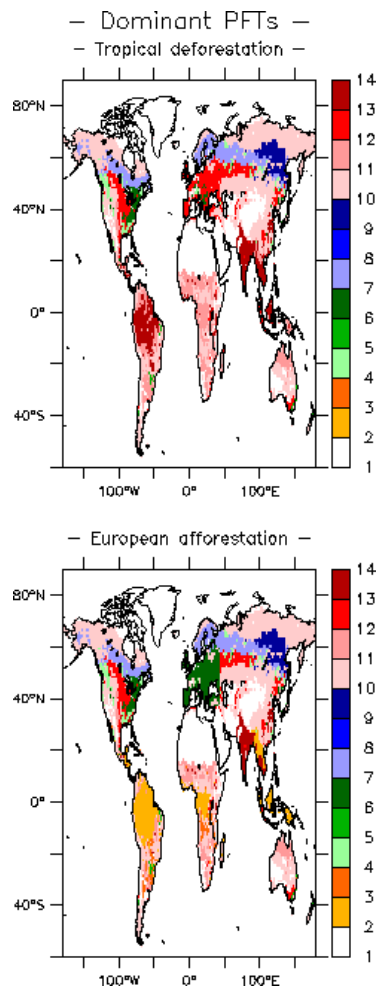 — Dominant PFTs —
— Tropical deforestation —
80°N
40°N
0°
40°S
100°W 0° 100°E
14
13
12
11
10
9
8
7
6
5
4
3
2
1
— European afforestation —
80°N
40°N
0°
40°S
100°W 0° 100°E
14
13
12
11
10
9
8
7
6
5
4
3
2
1